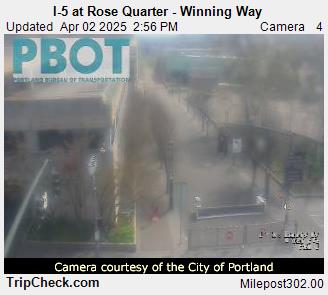 I-5 at Rose Quarter - Winning Way
Updated Apr 02 2025 2:56 PM Camera 4
PBOT
PORTLAND BUREAU OF TRANSPORTATION
Camera courtesy of the City of Portland
TripCheck.com Milepost302.00